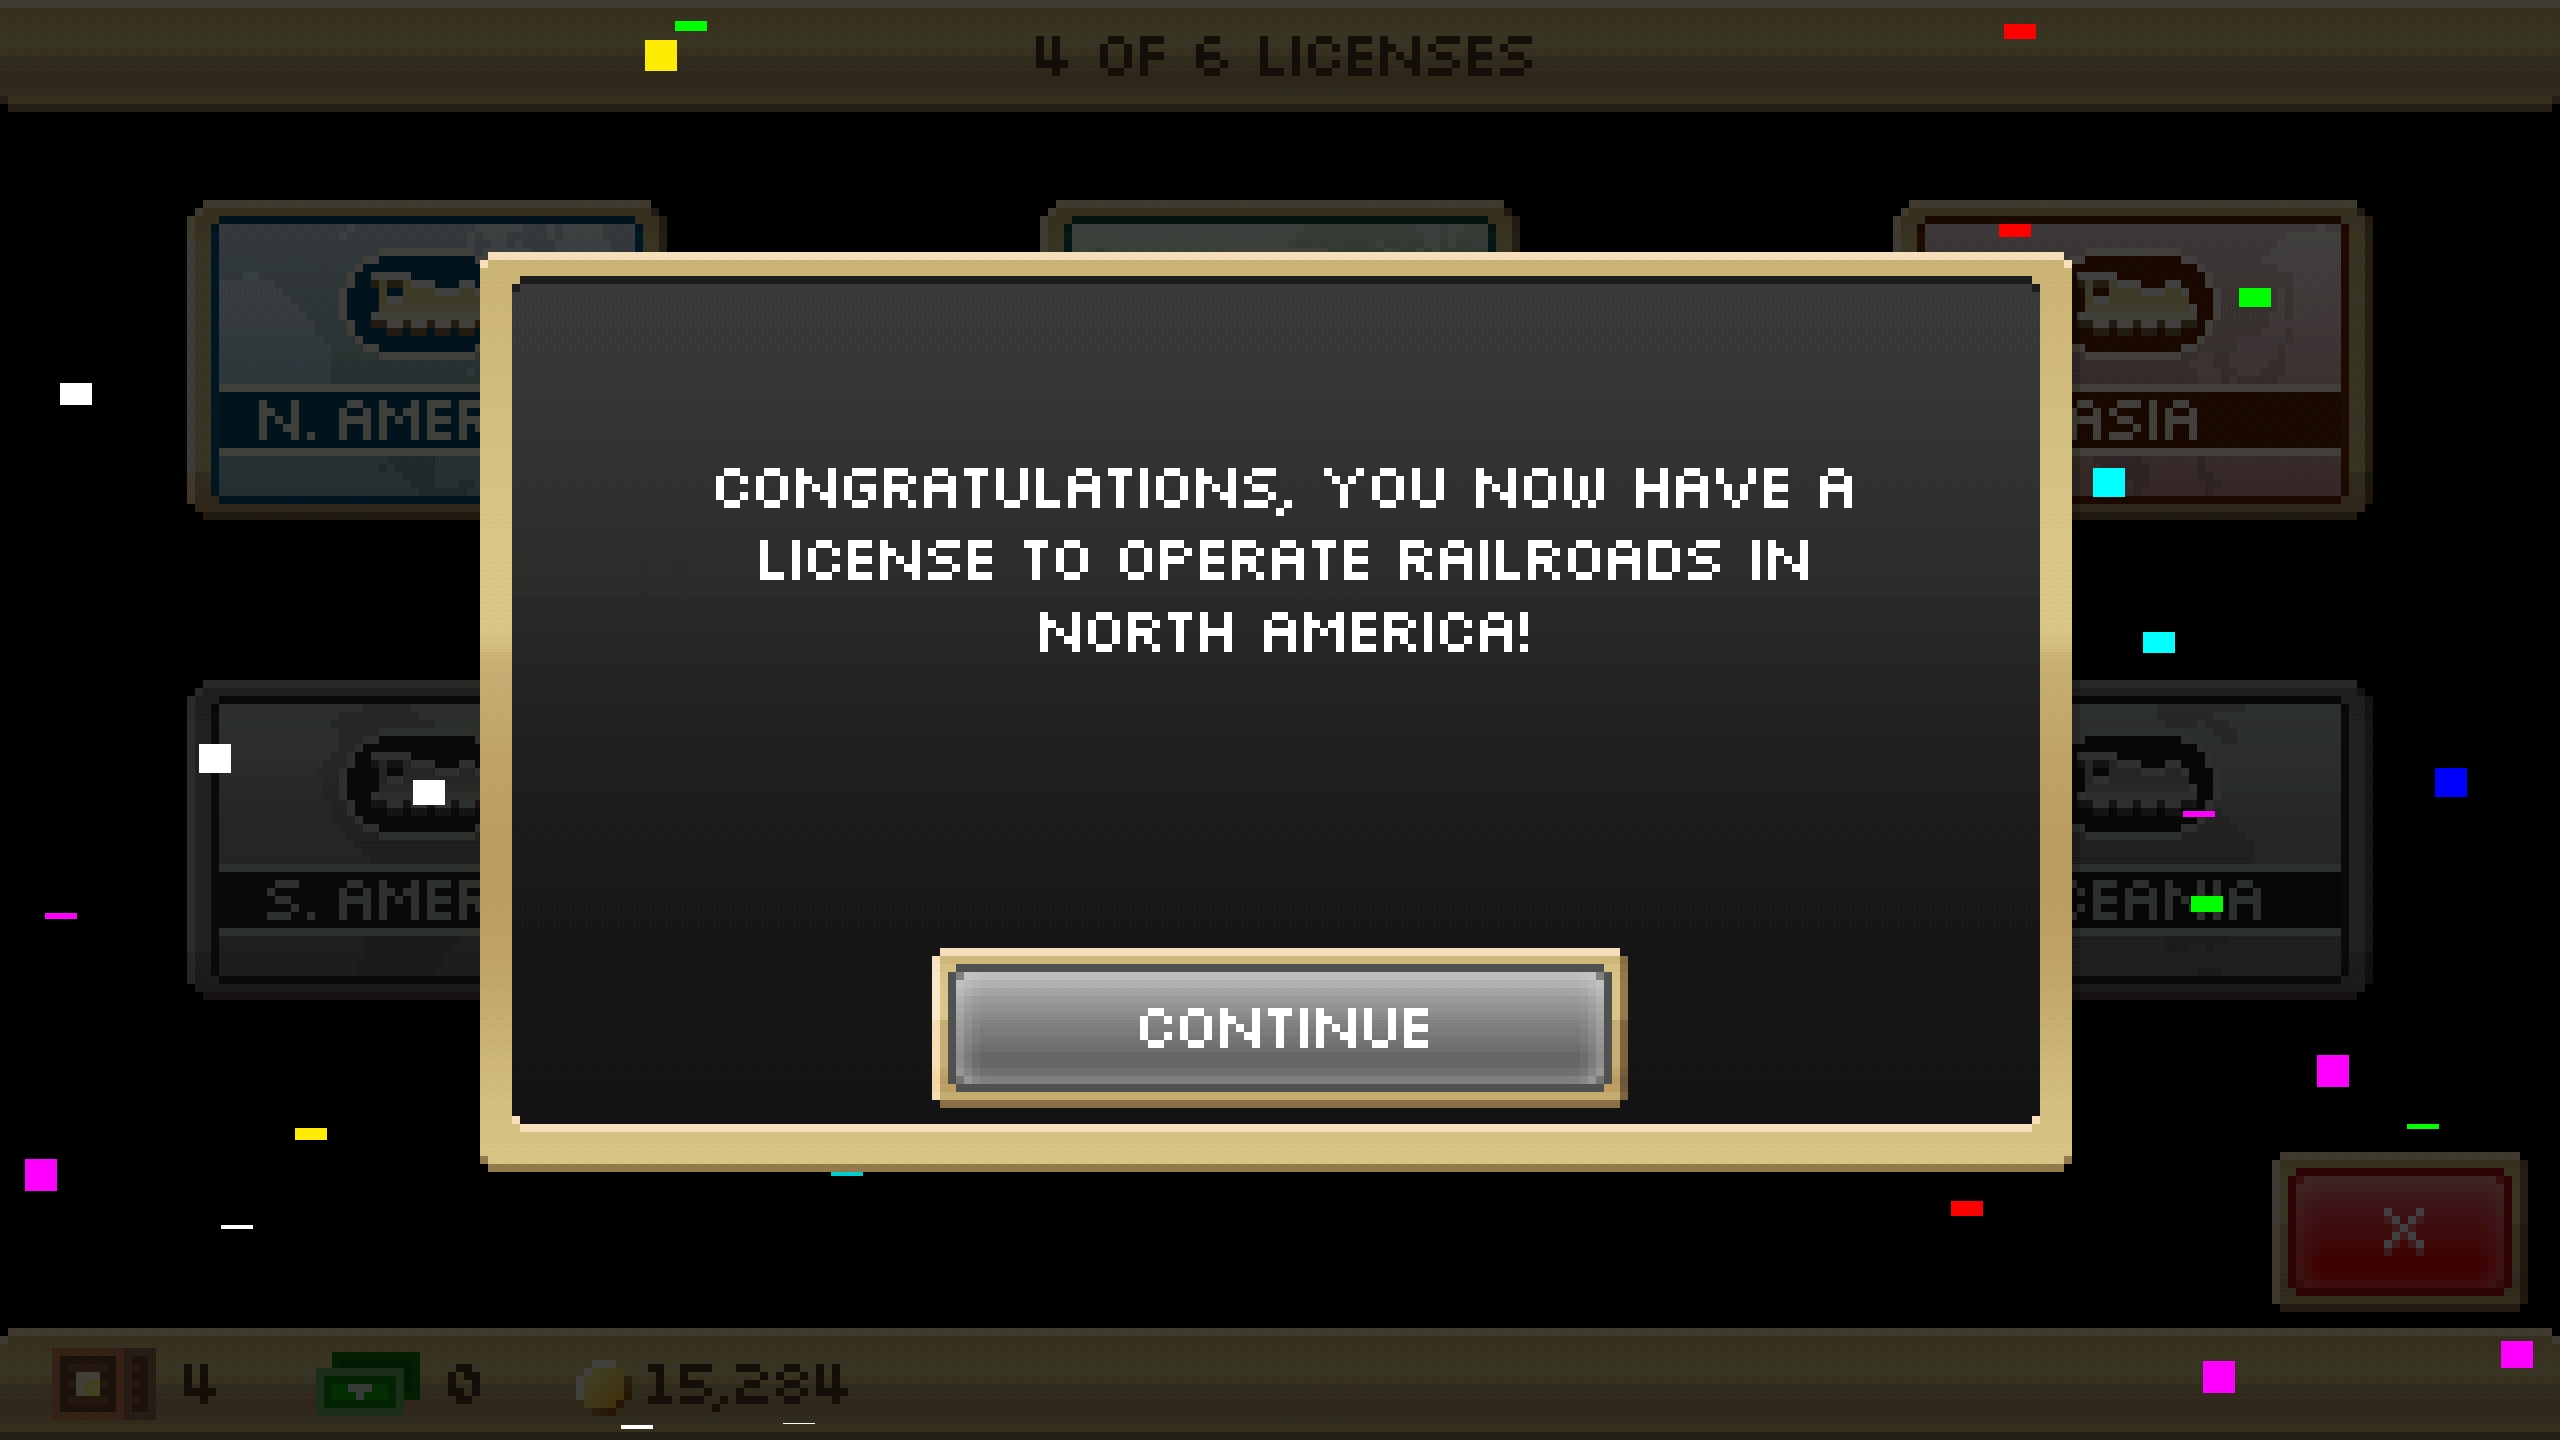 4 OF 6 LICENSES
N. AMER
ASIA
CONGRATULATIONS, YOU NOW HAVE A
LICENSE TO OPERATE RAILROADS IN
NORTH AMERICA!
S. AMER
CEANIA
CONTINUE
X
4
0
15,284